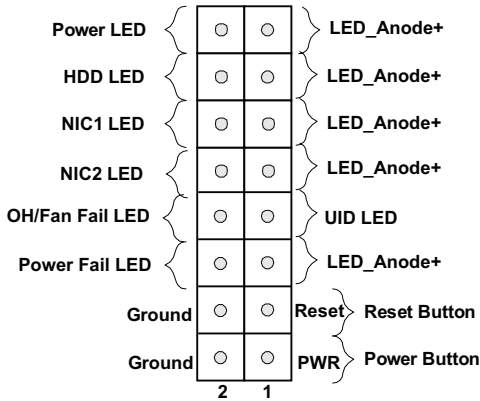 Power LED LED_Anode+
HDD LED LED_Anode+
NIC1 LED LED_Anode+
NIC2 LED LED_Anode+
OH/Fan Fail LED UID LED
Power Fail LED LED_Anode+
Ground Reset Reset Button
Ground PWR Power Button
2 1